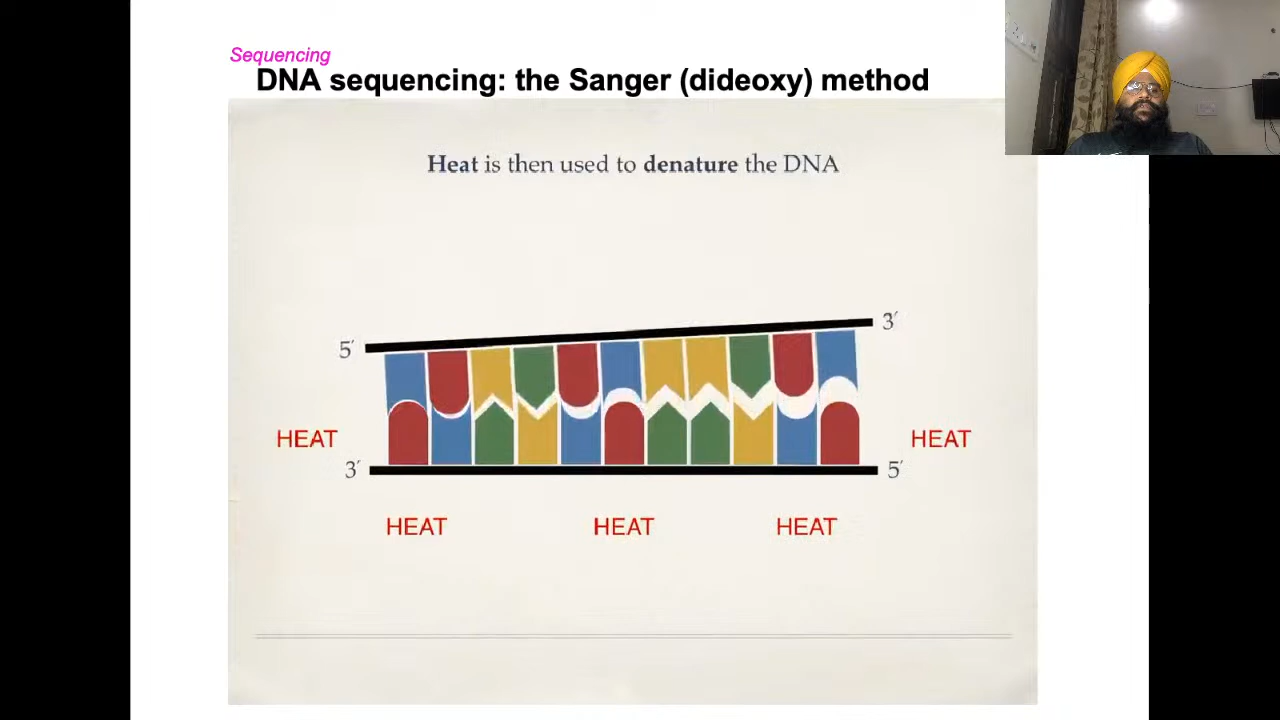 Sequencing
DNA sequencing: the Sanger (dideoxy) method
Heat is then used to denature the DNA
5′
3′
HEAT
HEAT
3′
5′
HEAT
HEAT
HEAT